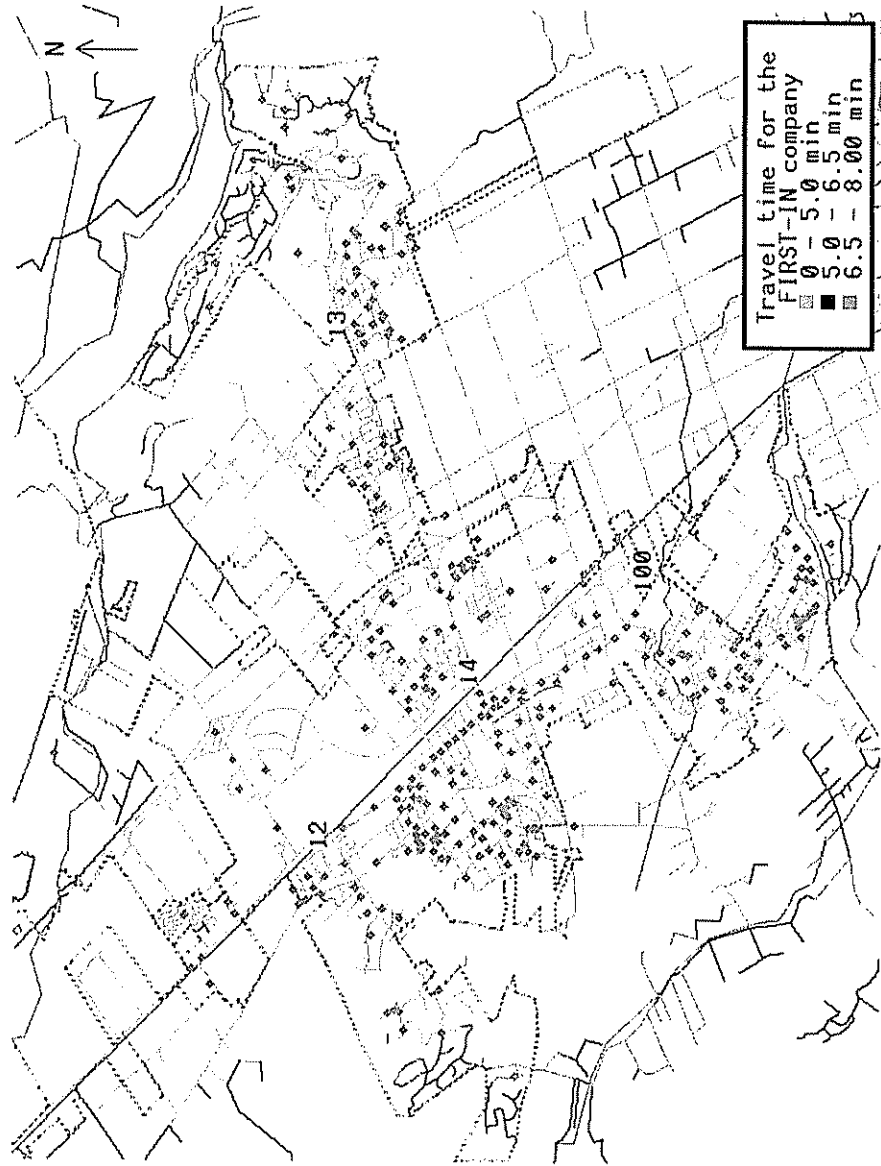 N
13
14
12
100
Travel time for the
FIRST-IN company
0 - 5.0 min
5.0 - 6.5 min
6.5 - 8.00 min